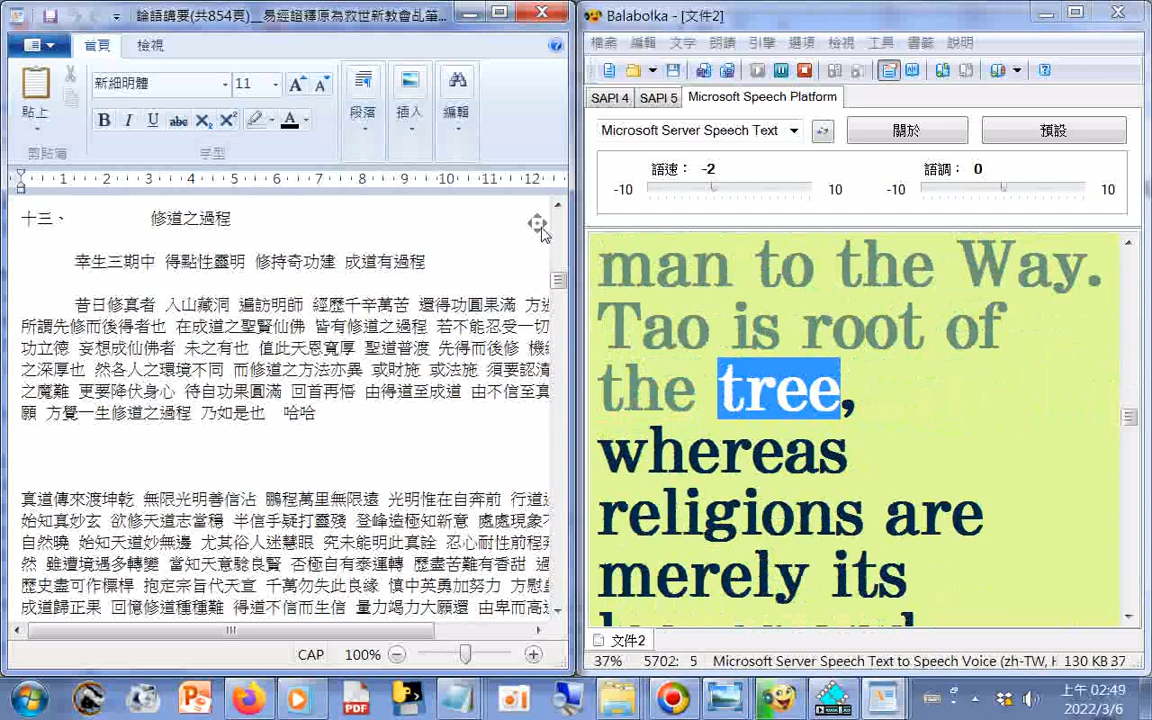 論語講要(共854頁)__易經證釋原為救世新教會乩筆...
首頁 檢視
新細明體 11
貼上
段落 插入 編輯
剪貼簿 字型
1 2 3 4 5 6 7 8 9 10 11 12
十三、 修道之過程
幸生三期中 得點性靈明 修持奇功建 成道有過程
昔日修真者 入山藏洞 遍訪明師 經歷千辛萬苦 還得功圓果滿 方
所謂先修而後得者也 在成道之聖賢仙佛 皆有修道之過程 若不能忍受一切
功立德 妄想成仙佛者 未之有也 值此天恩寬厚 聖道普渡 先得而後修 機
之深厚也 然各人之環境不同 而修道之方法亦異 或財施 或法施 須要認清
之魔難 更要降伏身心 待自功果圓滿 回首再悟 由得道至成道 由不信至真
願 方覺一生修道之過程 乃如是也 哈哈
真道傳來渡坤乾 無限光明善信沾 鵬程萬里無限遠 光明惟在自奔前 行道
始知真妙玄 欲修天道志當穩 半信半疑打靈殘 登峰造極知新意 處處現象
自然曉 始知天道妙無邊 尤其俗人迷慧眼 究未能明此真詮 忍心耐性前程
然 雖遭境遇多轉變 當知天意驗良賢 否極自有泰運轉 歷盡苦難有香甜
歷史盡可作標桿 抱定宗旨代天宣 千萬勿失此良緣 慎中英勇加努力 方慰
成道歸正果 回憶修道種種難 得道不信而生信 量力竭力大願還 由卑而高
CAP 100%
Balabolka - [文件2]
檔案 編輯 文字 朗讀 引擎 選項 檢視 工具 書籤 說明
SAPI 4 SAPI 5 Microsoft Speech Platform
Microsoft Server Speech Text 關於 預設
語速： -2 語調： 0
-10 10 -10 10
man to the Way.
Tao is root of
the tree,
whereas
religions are
merely its
文件2
37% 5702: 5 Microsoft Server Speech Text to Speech Voice (zh-TW, H 130 KB 37
上午 02:49
2022/3/6